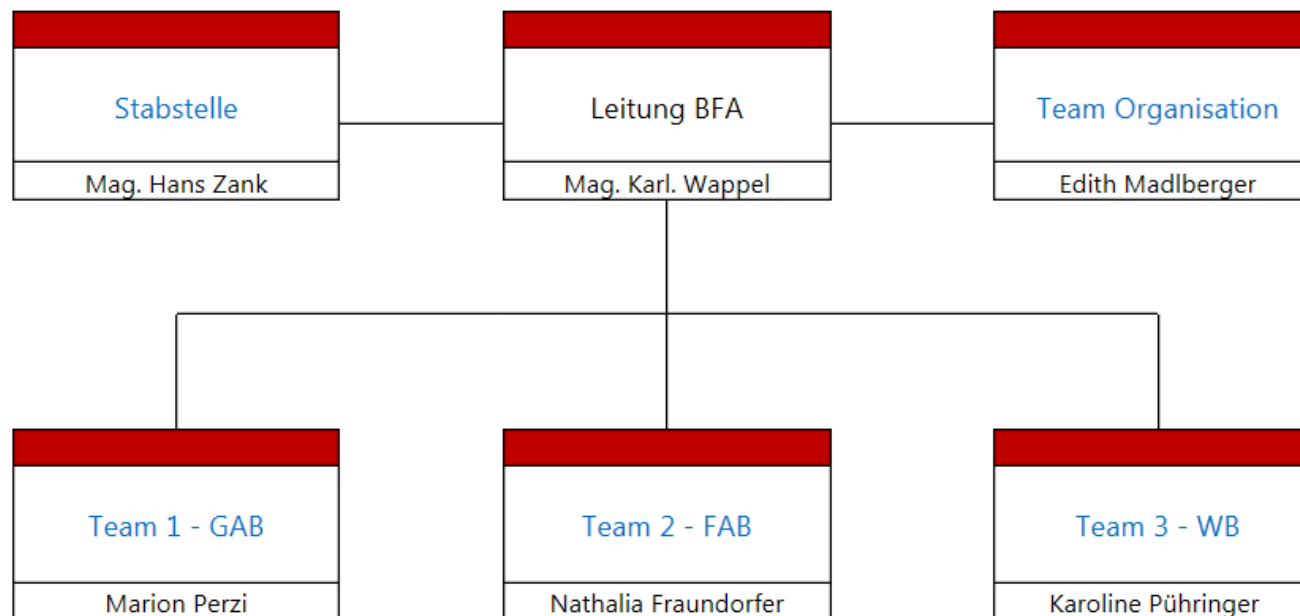 Stabstelle
Mag. Hans Zank
Leitung BFA
Mag. Karl. Wappel
Team Organisation
Edith Madlberger
Team 1 - GAB
Marion Perzi
Team 2 - FAB
Nathalia Fraundorfer
Team 3 - WB
Karoline Pühringer